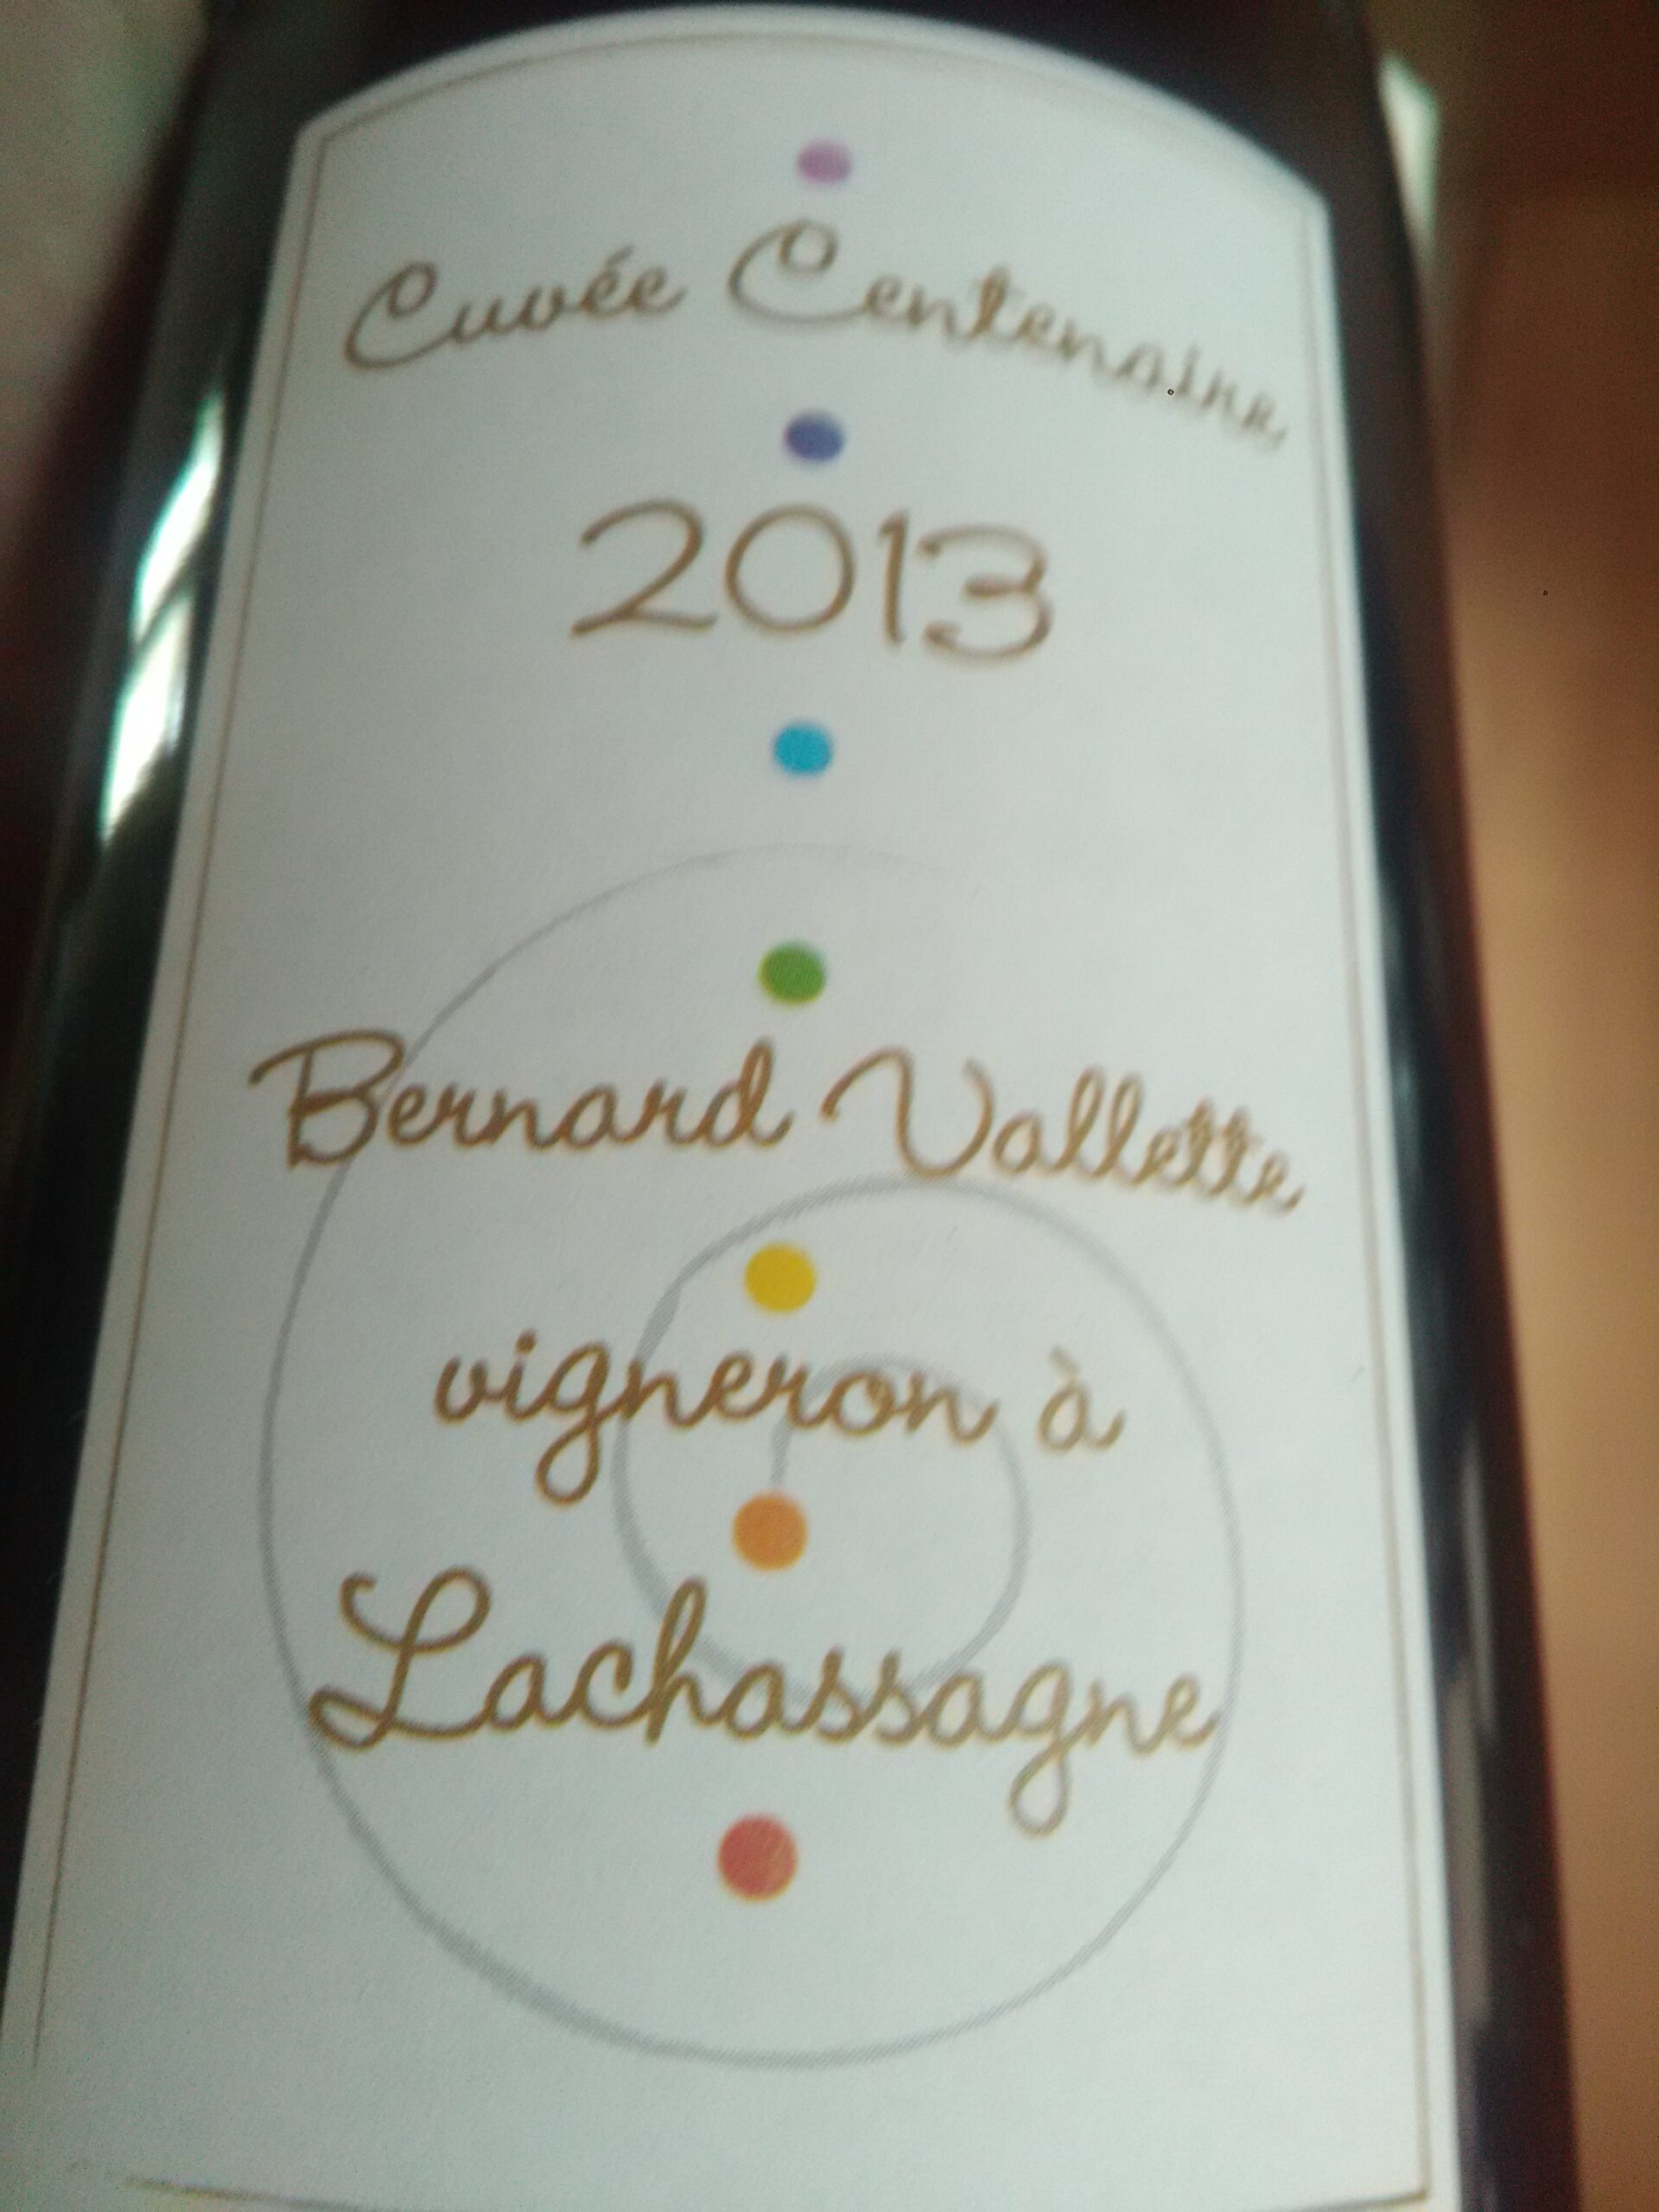 Cuvée Centenaire
2013
Bernard Vallette
vigneron à
Lachassagne